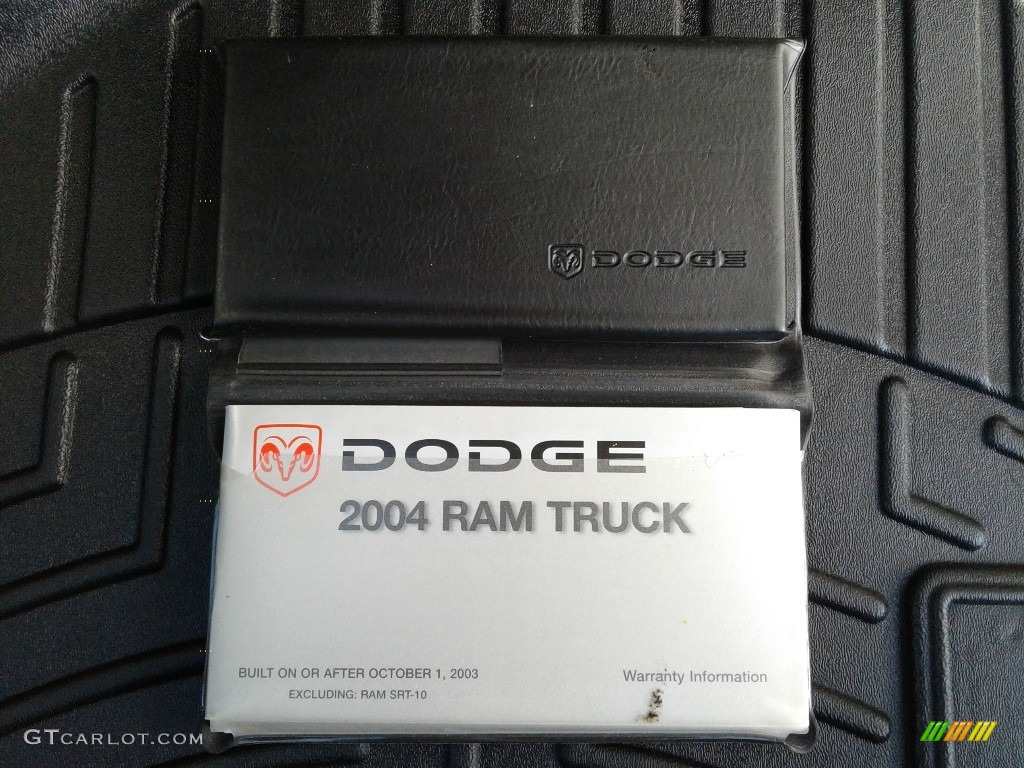 DODGE
DODGE
2004 RAM TRUCK
BUILT ON OR AFTER OCTOBER 1, 2003
EXCLUDING: RAM SRT-10
Warranty Information
GTCARLOT.COM